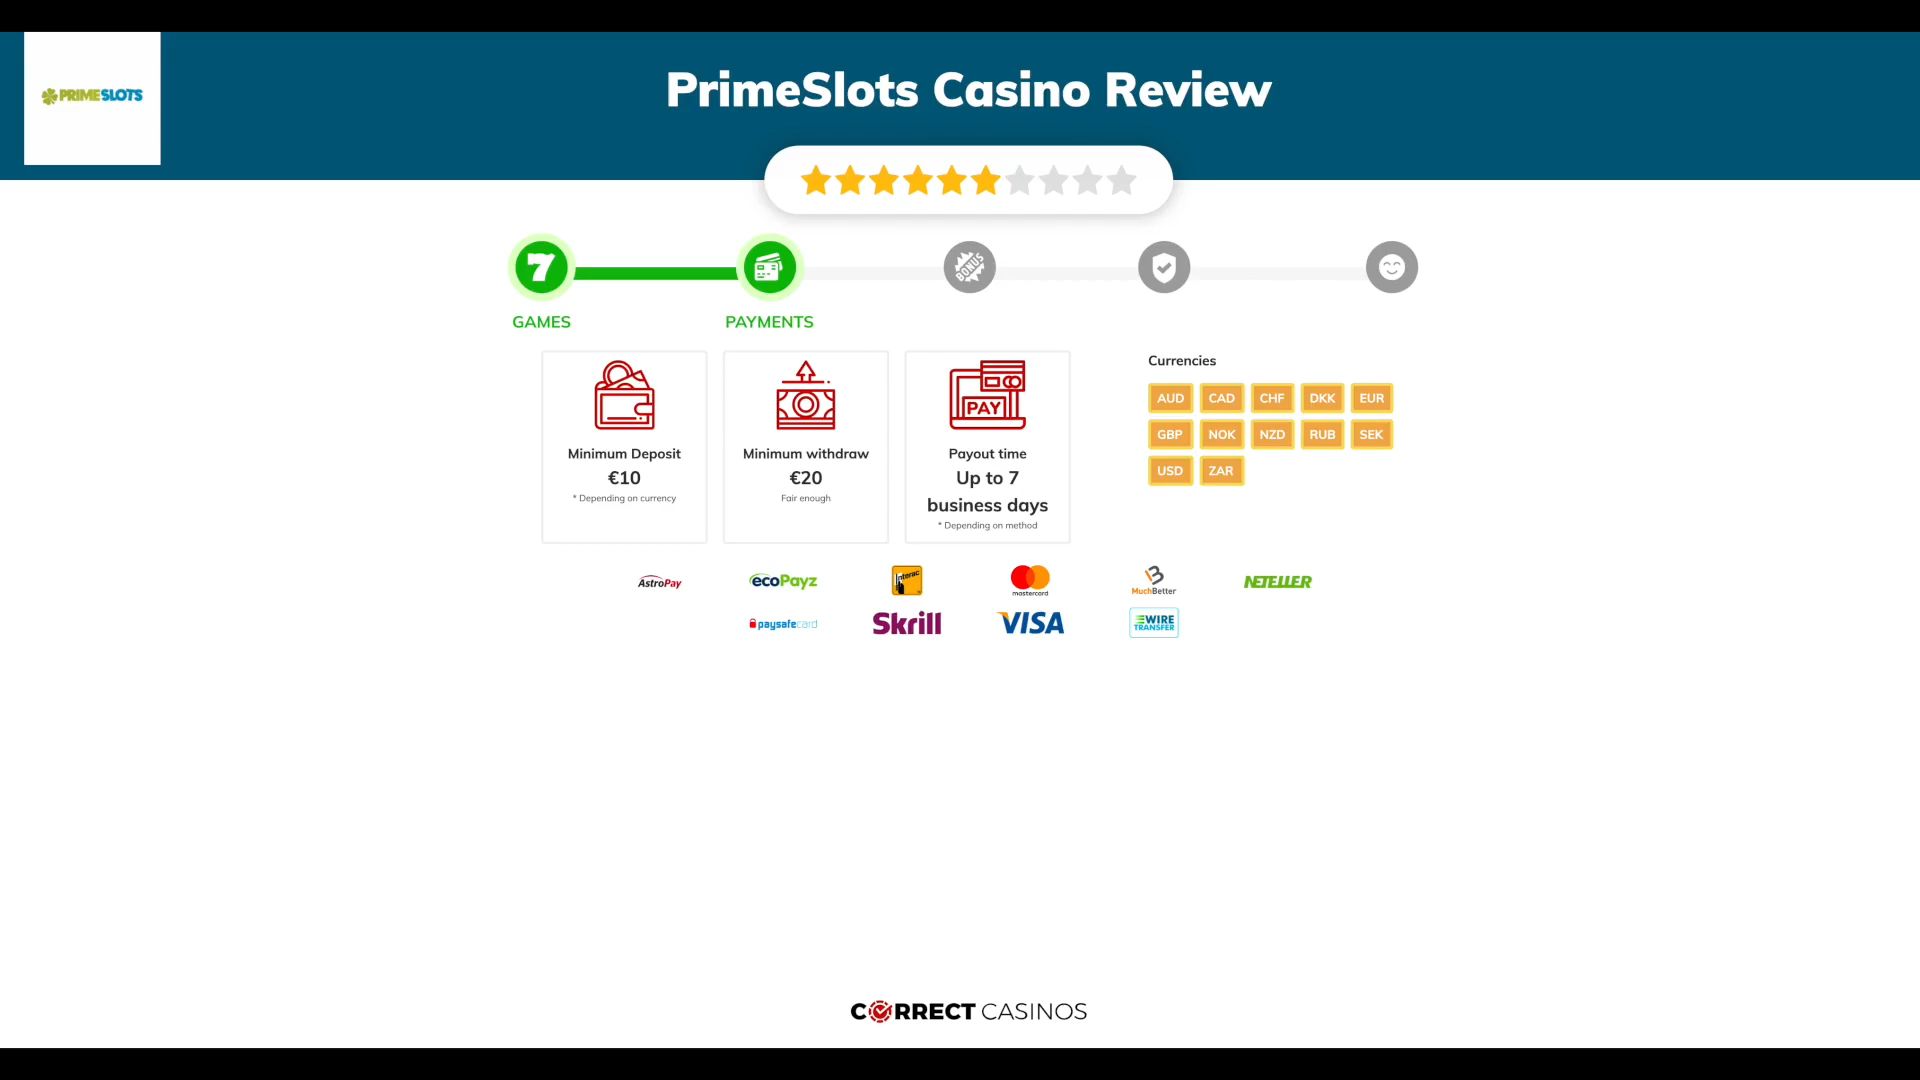 PRIMESLOTS
PrimeSlots Casino Review
7
BONUS
GAMES
PAYMENTS
Minimum Deposit
€10
* Depending on currency
Minimum withdraw
€20
Fair enough
PAY
Payout time
Up to 7
business days
* Depending on method
Currencies
AUD CAD CHF DKK EUR
GBP NOK NZD RUB SEK
USD ZAR
AstroPay ecoPayz Interac mastercard MuchBetter NETELLER
paysafecard Skrill VISA WIRE TRANSFER
CORRECT CASINOS